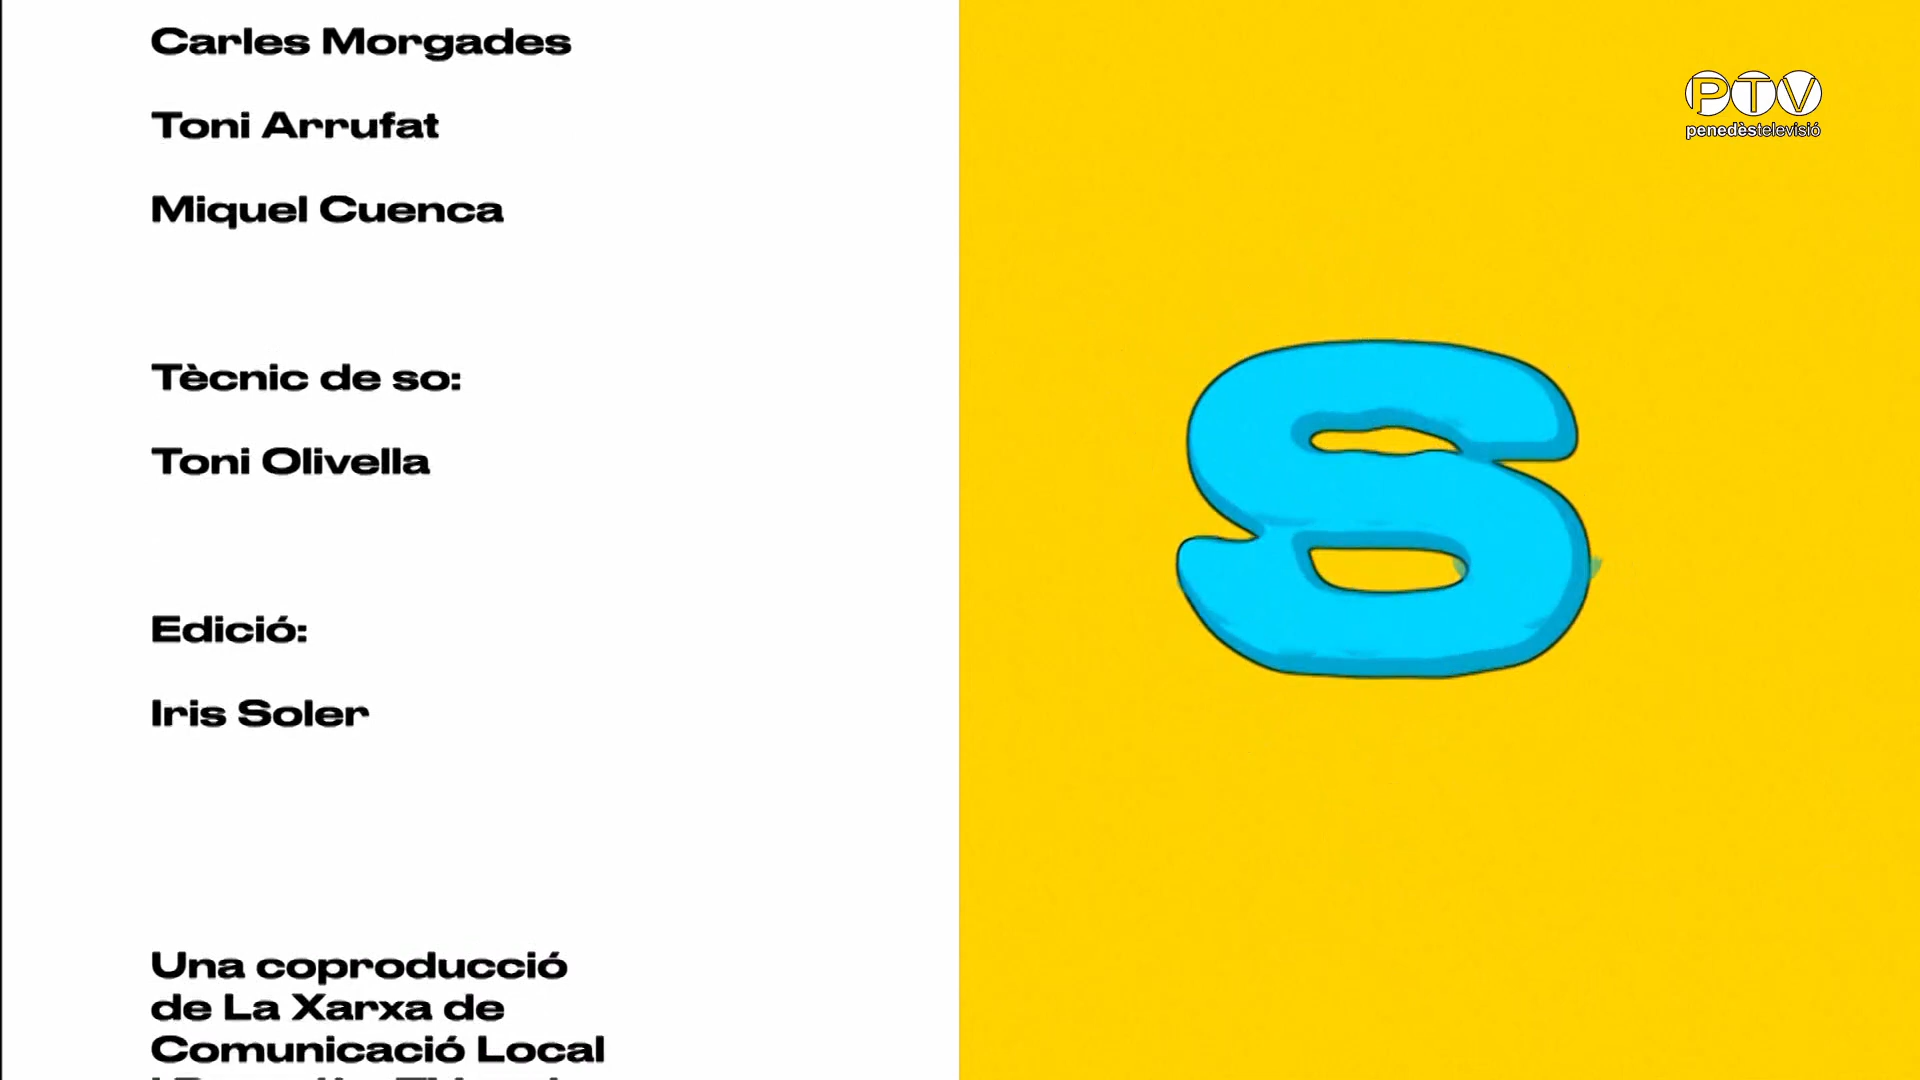 Carles Morgades
Toni Arrufat
Miquel Cuenca
Tècnic de so:
Toni Olivella
Edició:
Iris Soler
Una coproducció
de La Xarxa de
Comunicació Local
PTV
penedèstelevisió
S